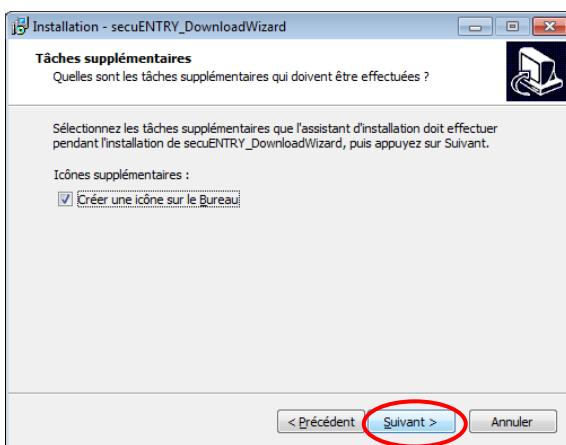 Installation - secuENTRY_DownloadWizard
Tâches supplémentaires
Quelles sont les tâches supplémentaires qui doivent être effectuées ?
Sélectionnez les tâches supplémentaires que l'assistant d'installation doit effectuer
pendant l'installation de secuENTRY_DownloadWizard, puis appuyez sur Suivant.
Icônes supplémentaires :
Créer une icône sur le Bureau
< Précédent Suivant > Annuler